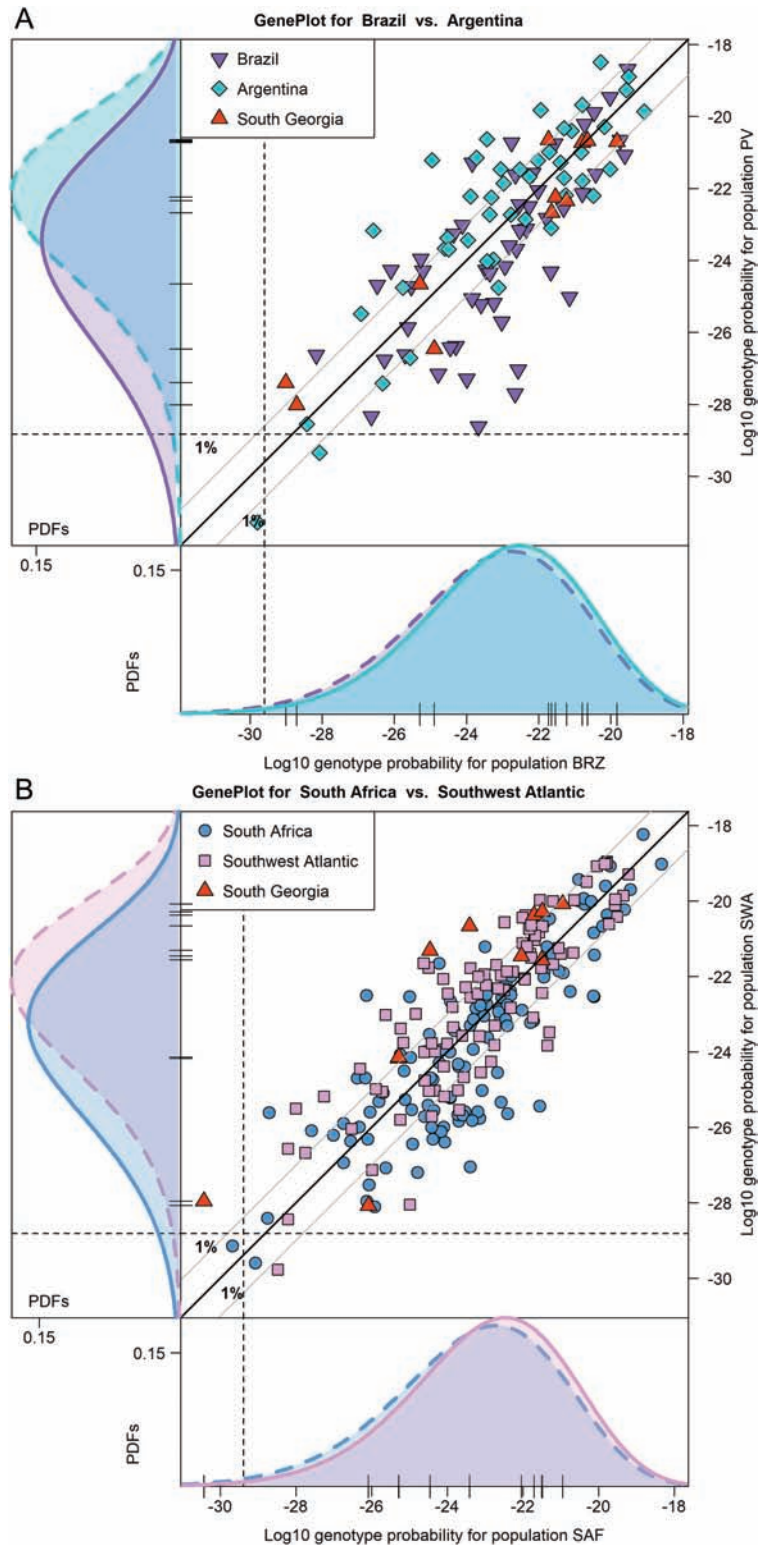 A
GenePlot for Brazil vs. Argentina
Brazil
Argentina
South Georgia
-18
-20
-22
-24
-26
-28
-30
Log10 genotype probability for population PV
1%
1%
PDFs
0.15
0.15
PDFs
-30
-28
-26
-24
-22
-20
-18
Log10 genotype probability for population BRZ
B
GenePlot for South Africa vs. Southwest Atlantic
South Africa
Southwest Atlantic
South Georgia
-18
-20
-22
-24
-26
-28
-30
Log10 genotype probability for population SWA
1%
1%
PDFs
0.15
0.15
PDFs
-30
-28
-26
-24
-22
-20
-18
Log10 genotype probability for population SAF